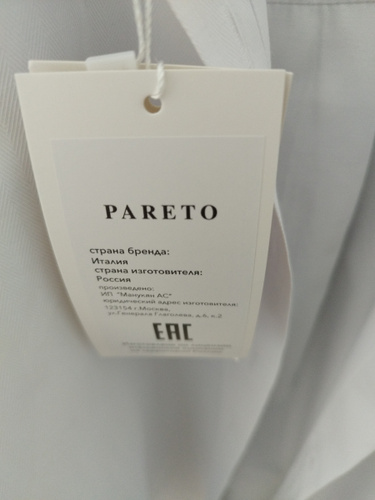 PARETO
страна бренда:
Италия
страна изготовителя:
Россия
произведено:
ИП. "Манукян АС"
юридический адрес изготовителя:
123154 г.Москва,
ул.Генерала Глаголева, д.6, к.2
EAC